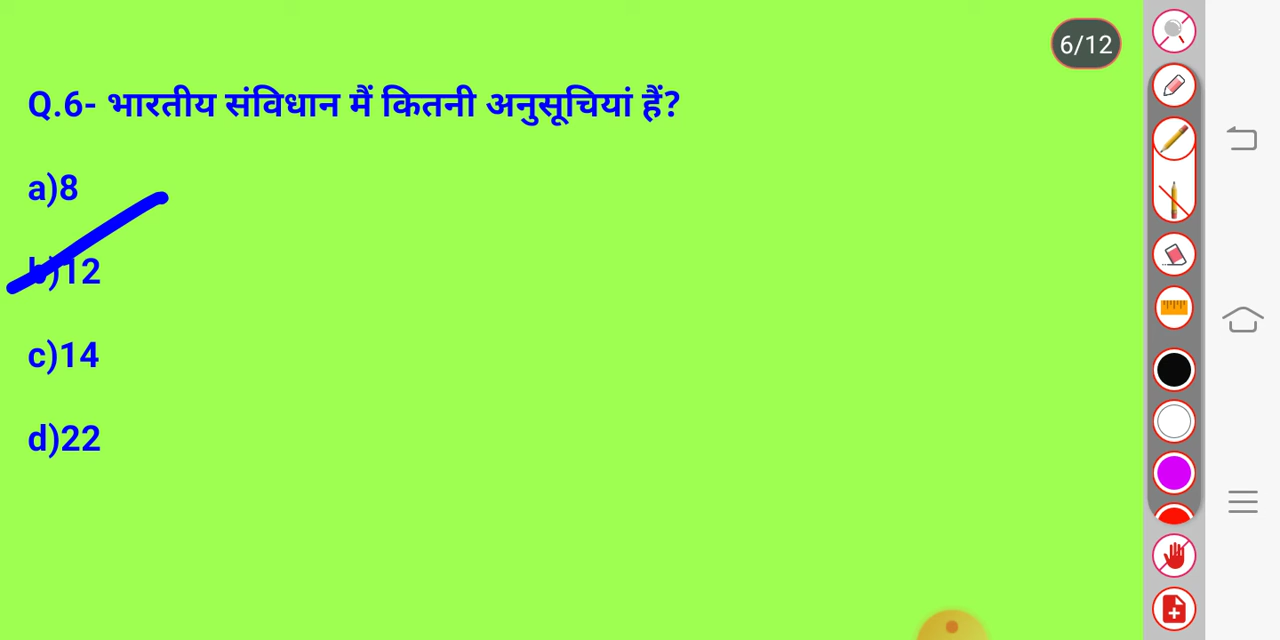 6/12
Q.6- भारतीय संविधान मैं कितनी अनुसूचियां हैं?
a)8
b)12
c)14
d)22